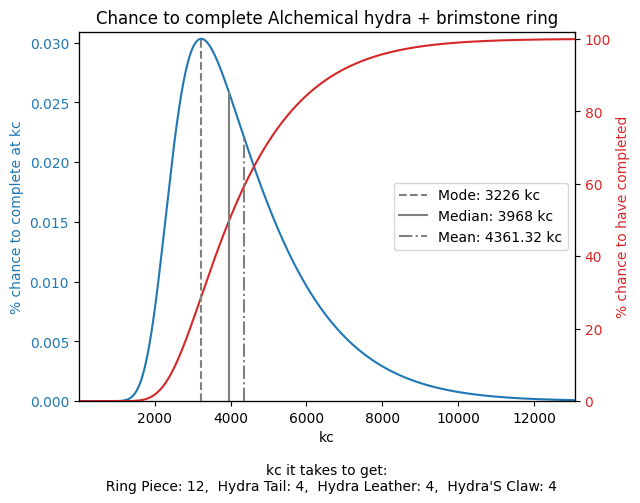 Chance to complete Alchemical hydra + brimstone ring
% chance to complete at kc
0.030
0.025
0.020
0.015
0.010
0.005
0.000
100
80
60
40
20
0
% chance to have completed
Mode: 3226 kc
Median: 3968 kc
Mean: 4361.32 kc
2000 4000 6000 8000 10000 12000
kc
kc it takes to get:
Ring Piece: 12, Hydra Tail: 4, Hydra Leather: 4, Hydra'S Claw: 4